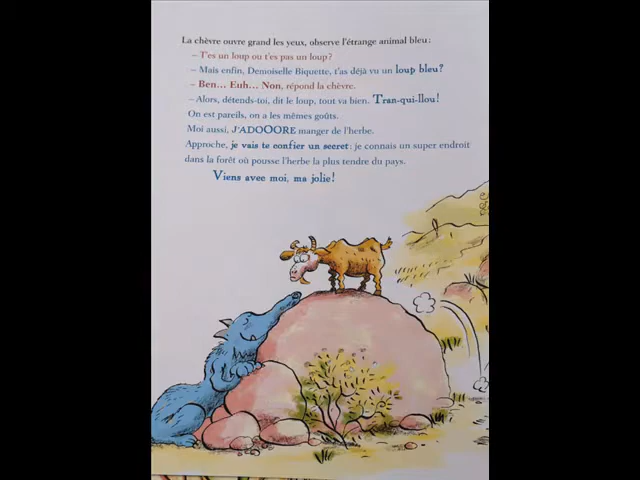 La chèvre ouvre grand les yeux, observe l'étrange animal bleu :
– T'es un loup ou t'es pas un loup ?
– Mais enfin, Demoiselle Biquette, t'as déjà vu un loup bleu ?
– Ben... Euh... Non, répond la chèvre.
– Alors, détends-toi, dit le loup, tout va bien. Tran-qui-llou !
On est pareils, on a les mêmes goûts.
Moi aussi, J'ADOOORE manger de l'herbe.
Approche, je vais te confier un secret : je connais un super endroit
dans la forêt où pousse l'herbe la plus tendre du pays.
Viens avec moi, ma jolie !